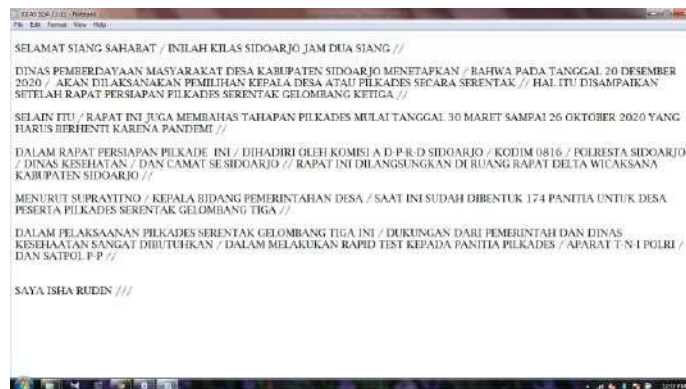 File Edit Format View Help
SELAMAT SIANG SAHABAT / INILAH KILAS SIDOARJO JAM DUA SIANG //
DINAS PEMBERDAYAAN MASYARAKAT DESA KABUPATEN SIDOARJO MENETAPKAN / BAHWA PADA TANGGAL 20 DESEMBER
2020 / AKAN DILAKSANAKAN PEMILIHAN KEPALA DESA ATAU PILKADES SECARA SERENTAK // HAL ITU DISAMPAIKAN
SETELAH RAPAT PERSIAPAN PILKADES SERENTAK GELOMBANG KETIGA //
SELAIN ITU / RAPAT INI JUGA MEMBAHAS TAHAPAN PILKADES MULAI TANGGAL 30 MARET SAMPAI 26 OKTOBER 2020 YANG
HARUS BERHENTI KARENA PANDEMI //
DALAM RAPAT PERSIAPAN PILKADE INI / DIHADIRI OLEH KOMISI A D-P-R-D SIDOARJO / KODIM 0816 / POLRESTA SIDOARJO
/ DINAS KESEHATAN / DAN CAMAT SE SIDOARJO // RAPAT INI DILANGSUNGKAN DI RUANG RAPAT DELTA WICAKSANA
KABUPATEN SIDOARJO //
MENURUT SUPRAYITNO / KEPALA BIDANG PEMERINTAHAN DESA / SAAT INI SUDAH DIBENTUK 174 PANITIA UNTUK DESA
PESERTA PILKADES SERENTAK GELOMBANG TIGA //
DALAM PELAKSANAAN PILKADES SERENTAK GELOMBANG TIGA INI / DUKUNGAN DARI PEMERINTAH DAN DINAS
KESEHAATAN SANGAT DIBUTUHKAN / DALAM MELAKUKAN RAPID TEST KEPADA PANITIA PILKADES / APARAT T-N-I POLRI /
DAN SATPOL P-P //
SAYA ISHA RUDIN ///